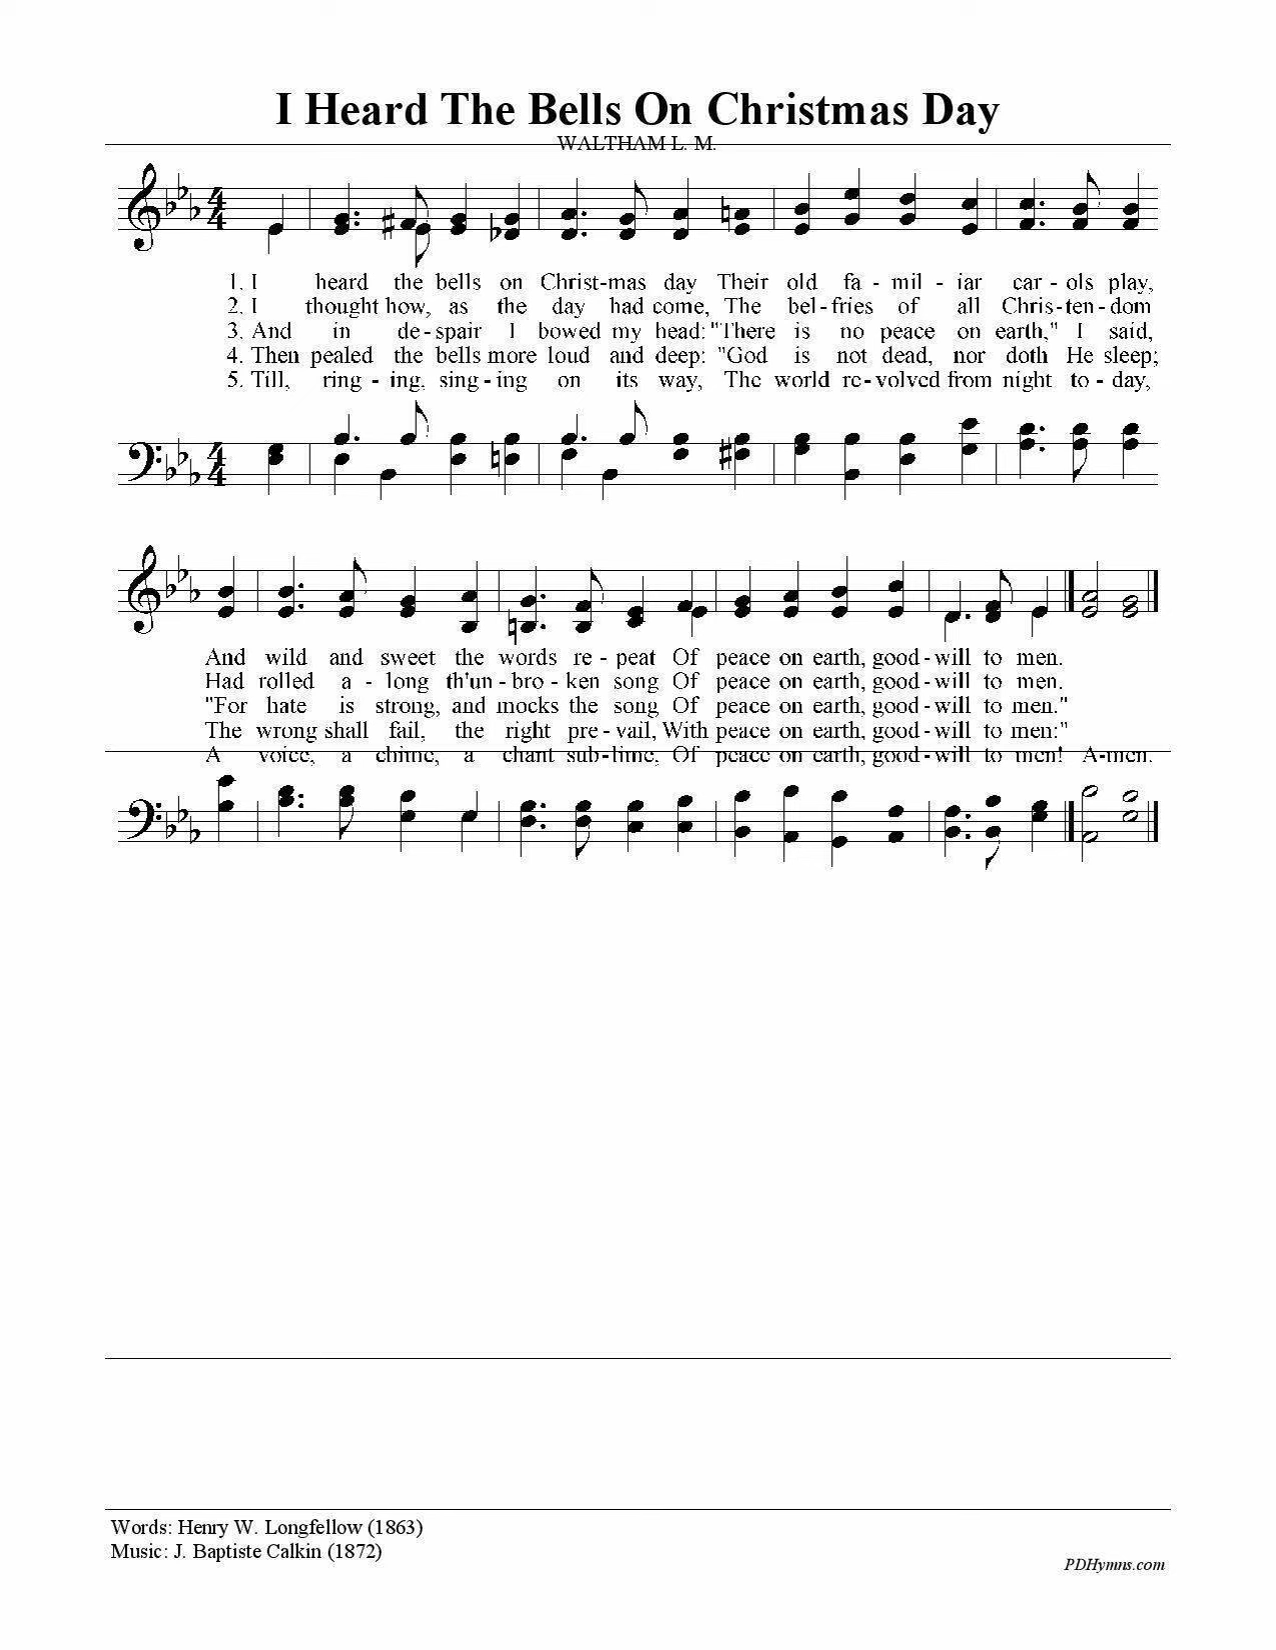 I Heard The Bells On Christmas Day
WALTHAM L. M.
1. I heard the bells on Christ-mas day Their old fa - mil - iar car - ols play,
2. I thought how, as the day had come, The bel - fries of all Chris - ten - dom
3. And in de - spair I bowed my head: "There is no peace on earth," I said,
4. Then pealed the bells more loud and deep: "God is not dead, nor doth He sleep;
5. Till, ring - ing, sing - ing on its way, The world re - volved from night to - day,
And wild and sweet the words re - peat Of peace on earth, good - will to men.
Had rolled a - long th'un - bro - ken song Of peace on earth, good - will to men.
"For hate is strong, and mocks the song Of peace on earth, good - will to men."
The wrong shall fail, the right pre - vail, With peace on earth, good - will to men:"
A voice, a chime, a chant sub - lime, Of peace on earth, good - will to men! A-men.
Words: Henry W. Longfellow (1863)
Music: J. Baptiste Calkin (1872)
PDHymns.com